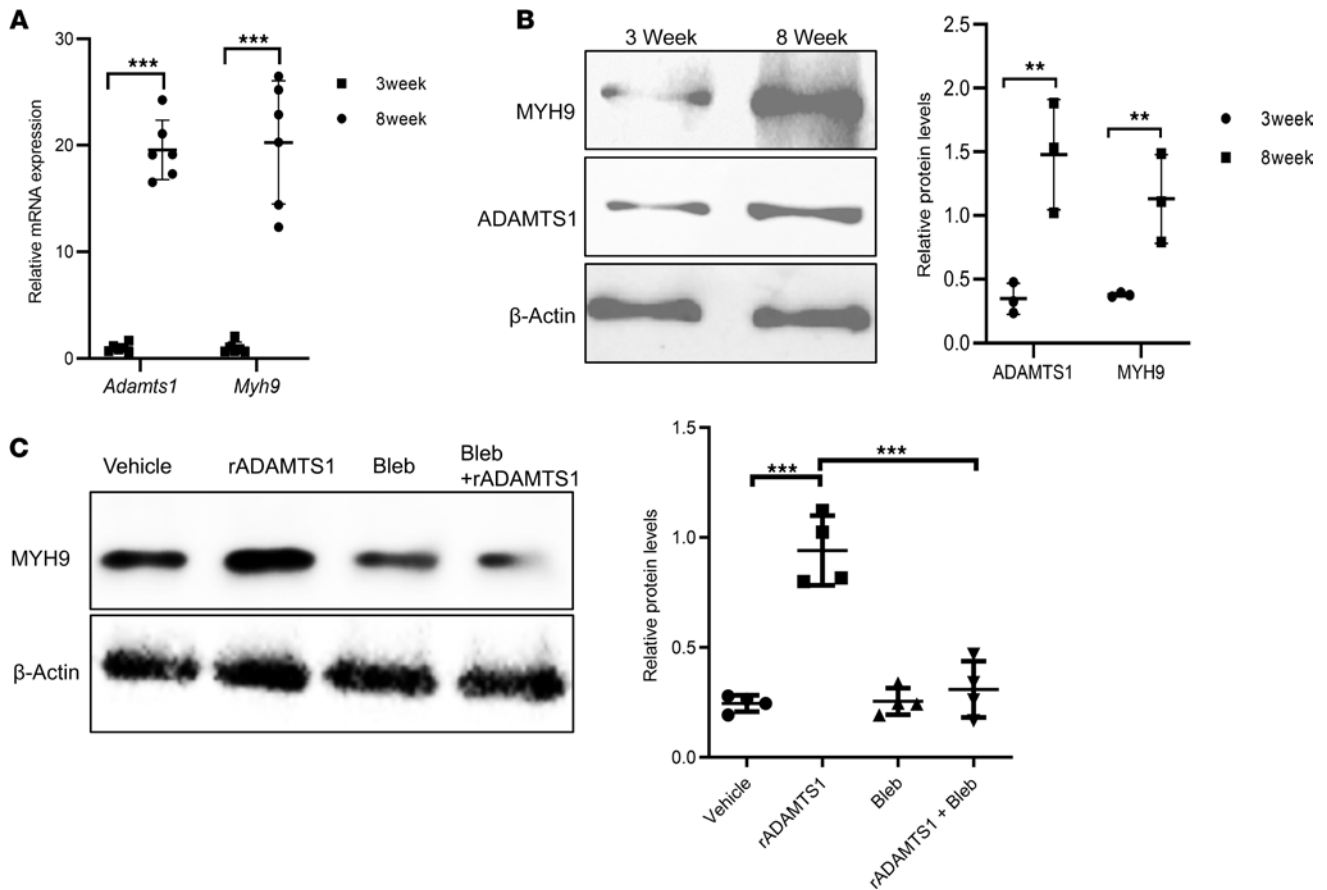 A
30
20
10
0
Relative mRNA expression
***
***
3week
8week
Adamts1
Myh9
B
3 Week
8 Week
MYH9
ADAMTS1
β-Actin
2.5
2.0
1.5
1.0
0.5
0.0
Relative protein levels
**
**
3week
8week
ADAMTS1
MYH9
C
Vehicle
rADAMTS1
Bleb
Bleb
+rADAMTS1
MYH9
β-Actin
1.5
1.0
0.5
0.0
Relative protein levels
***
***
Vehicle
rADAMTS1
Bleb
rADAMTS1 + Bleb